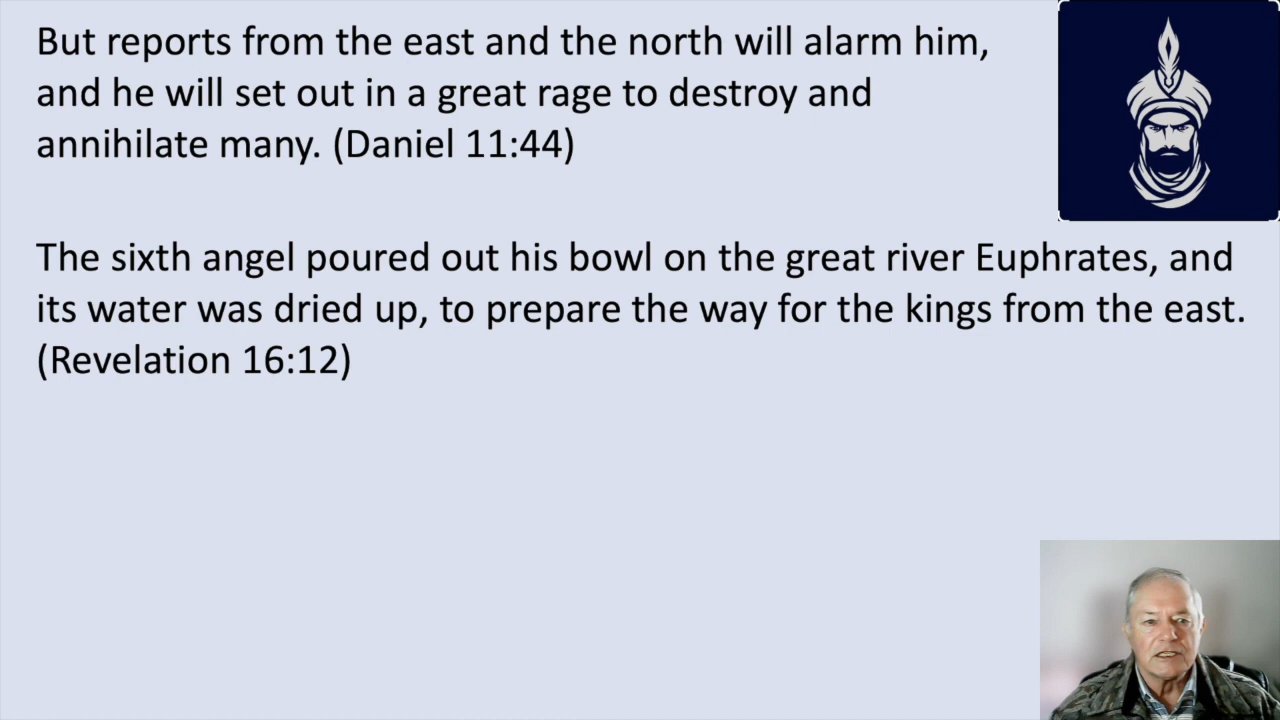 But reports from the east and the north will alarm him,
and he will set out in a great rage to destroy and
annihilate many. (Daniel 11:44)
The sixth angel poured out his bowl on the great river Euphrates, and
its water was dried up, to prepare the way for the kings from the east.
(Revelation 16:12)